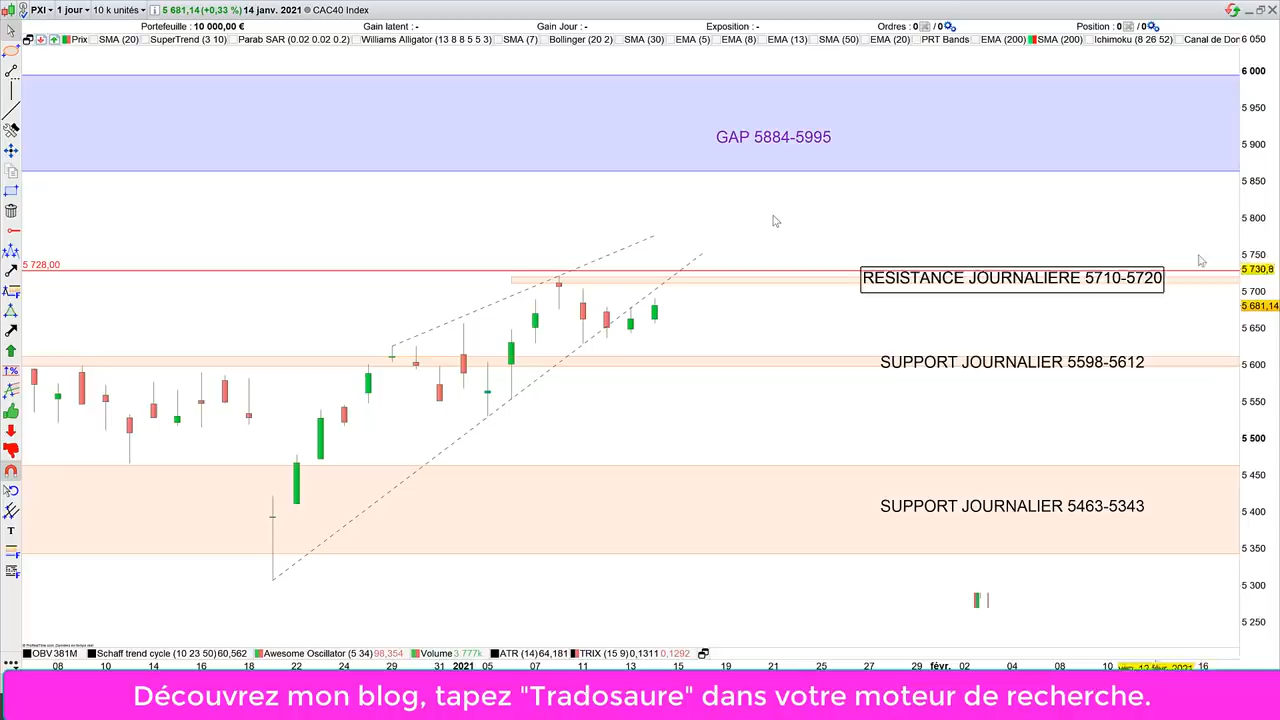 PXI 1 jour 10 k unités 5 681,14 (+0,33 %) 14 janv. 2021 CAC40 Index
Portefeuille : 10 000,00 € Gain latent : - Gain Jour : - Exposition : - Ordres : 0 / 0 Position : 0 / 0
Prix SMA (20) SuperTrend (3 10) Parab SAR (0.02 0.02 0.2) Williams Alligator (13 8 8 5 5 3) SMA (7) Bollinger (20 2) SMA (30) EMA (5) EMA (8) EMA (13) SMA (50) EMA (20) PRT Bands EMA (200) SMA (200) Ichimoku (8 26 52) Canal de Don 6 050
6 000
5 950
GAP 5884-5995
5 900
5 850
5 800
5 750
5 728,00
5 730,8
RESISTANCE JOURNALIERE 5710-5720
5 700
5 681,14
5 650
SUPPORT JOURNALIER 5598-5612
5 600
5 550
5 500
5 450
SUPPORT JOURNALIER 5463-5343
5 400
5 350
5 300
5 250
OBV 381M Schaff trend cycle (10 23 50) 60,562 Awesome Oscillator (5 34) 98,354 Volume 3 777k ATR (14) 64,181 TRIX (15 9) 0,1311 0,1292
08 10 14 16 18 22 24 29 2021 05 07 11 13 15 19 21 25 27 29 févr. 02 04 08 10 ven. 12 févr. 2021 16
Découvrez mon blog, tapez "Tradosaure" dans votre moteur de recherche.